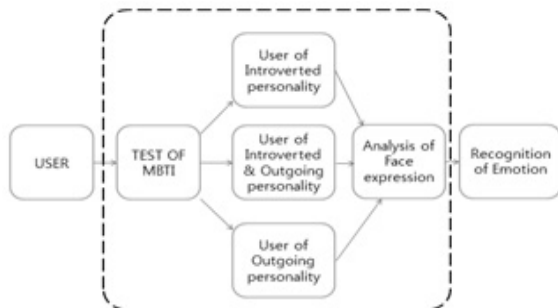 User of
Introverted
personality
USER
TEST OF
MBTI
User of
Introverted
& Outgoing
personality
Analysis of
Face
expression
Recognition
of Emotion
User of
Outgoing
personality